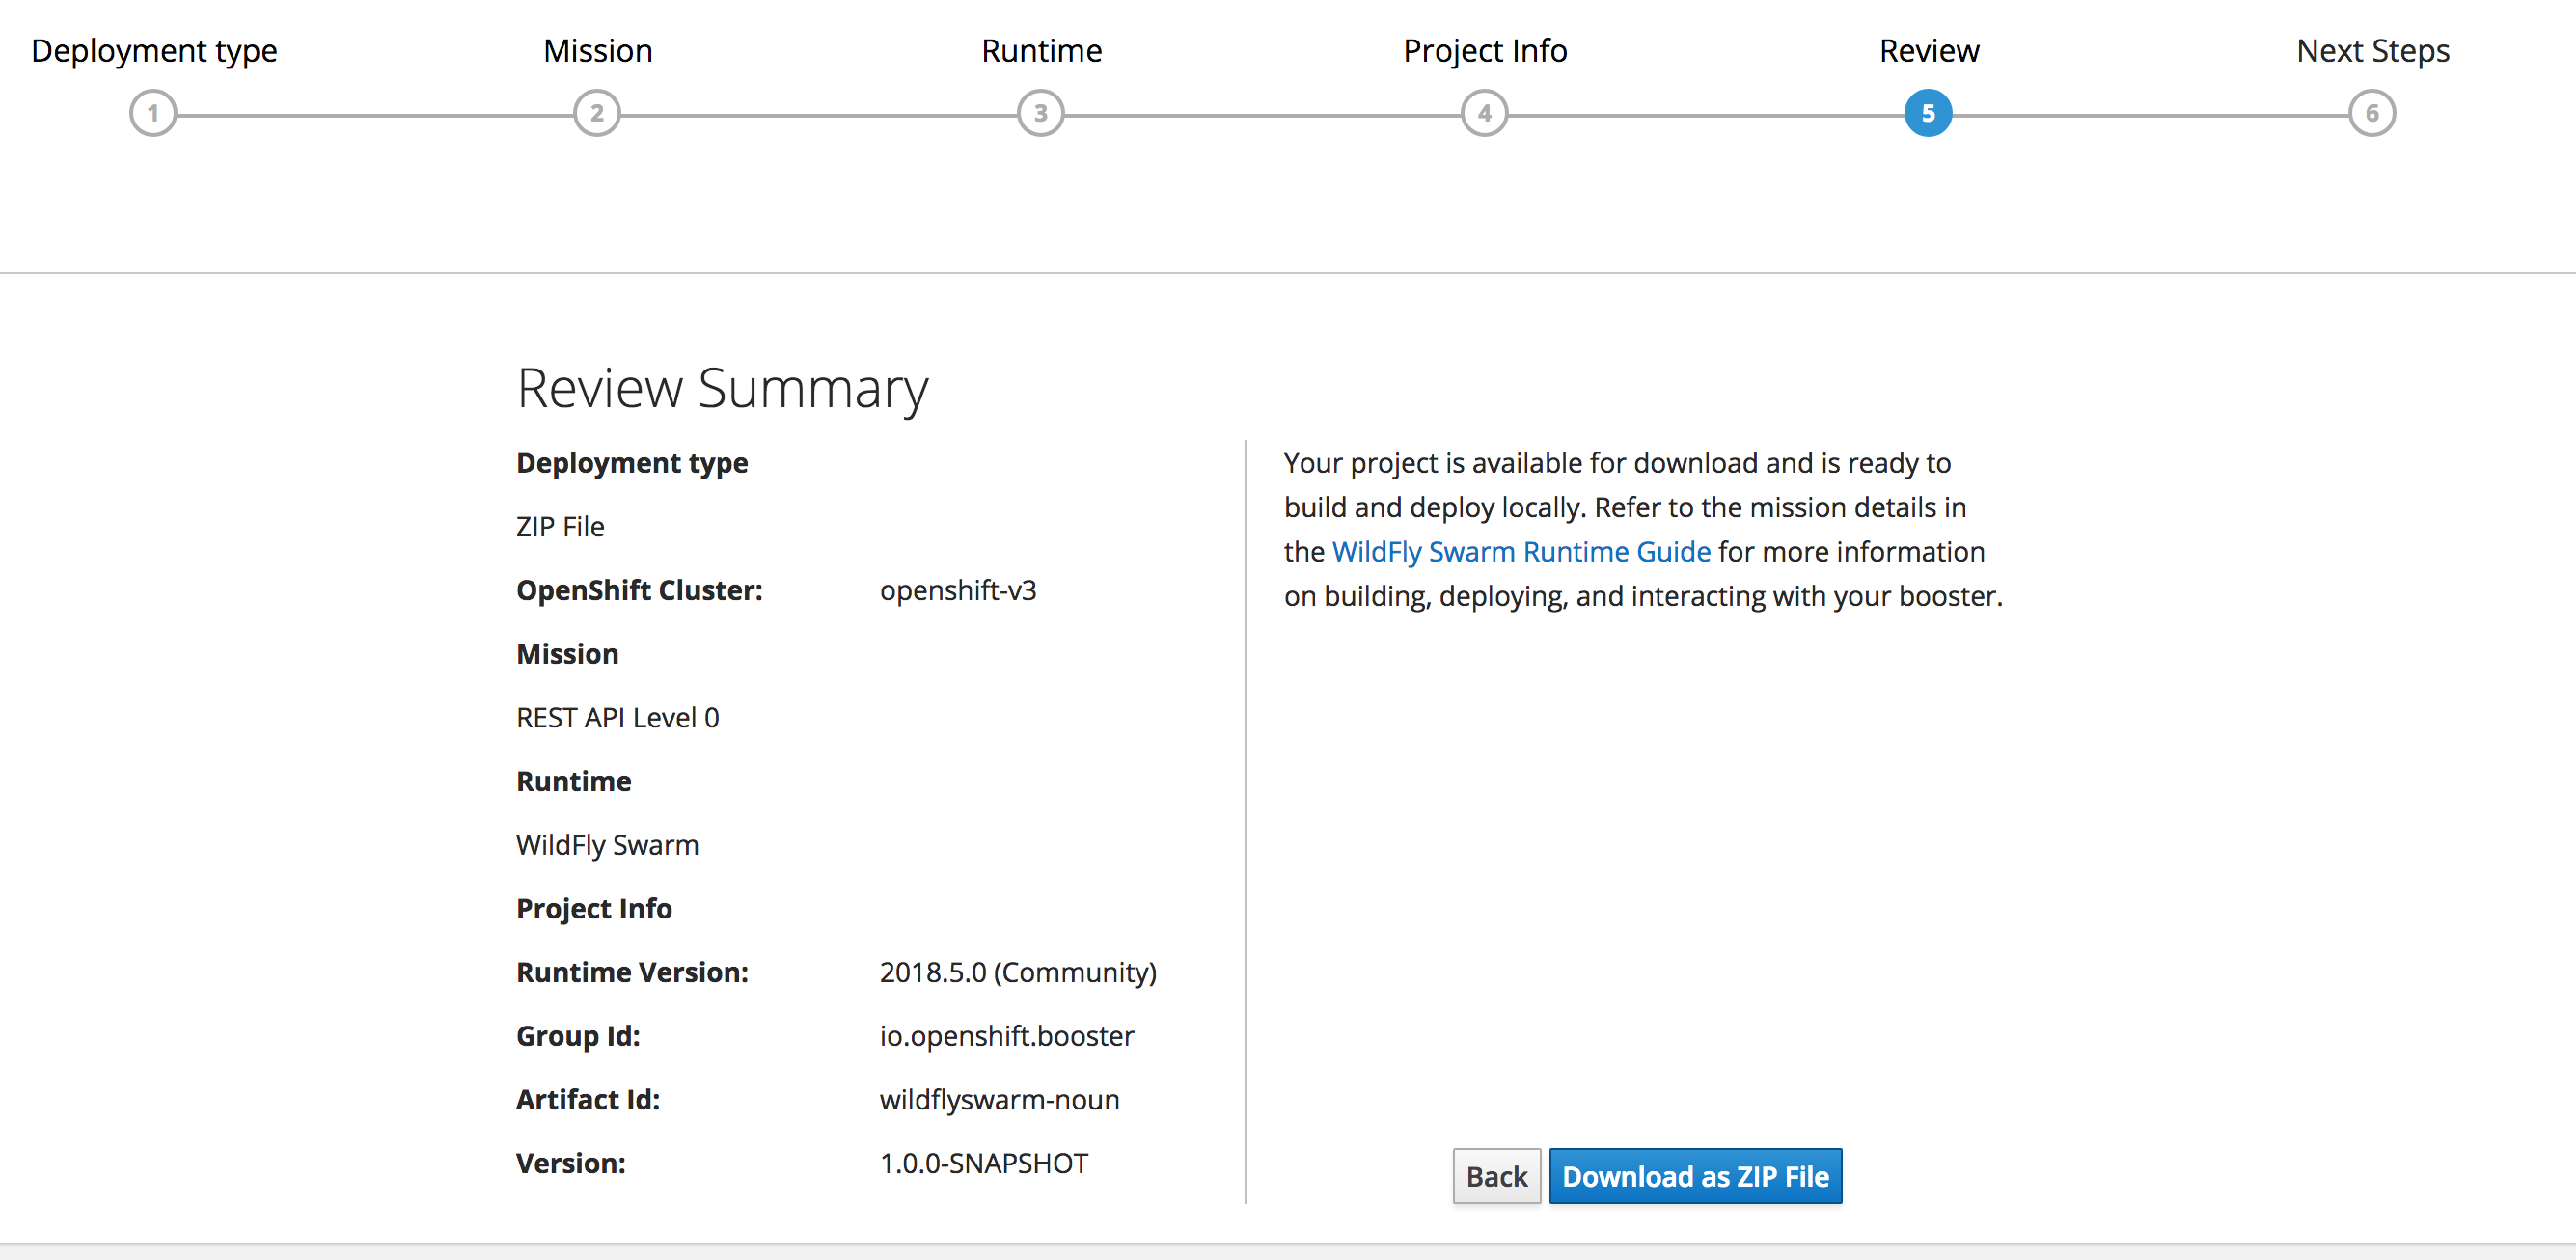 Deployment type Mission Runtime Project Info Review Next Steps
1 2 3 4 5 6
Review Summary
Deployment type
ZIP File
OpenShift Cluster: openshift-v3
Mission
REST API Level 0
Runtime
WildFly Swarm
Project Info
Runtime Version: 2018.5.0 (Community)
Group Id: io.openshift.booster
Artifact Id: wildflyswarm-noun
Version: 1.0.0-SNAPSHOT
Your project is available for download and is ready to
build and deploy locally. Refer to the mission details in
the WildFly Swarm Runtime Guide for more information
on building, deploying, and interacting with your booster.
Back Download as ZIP File